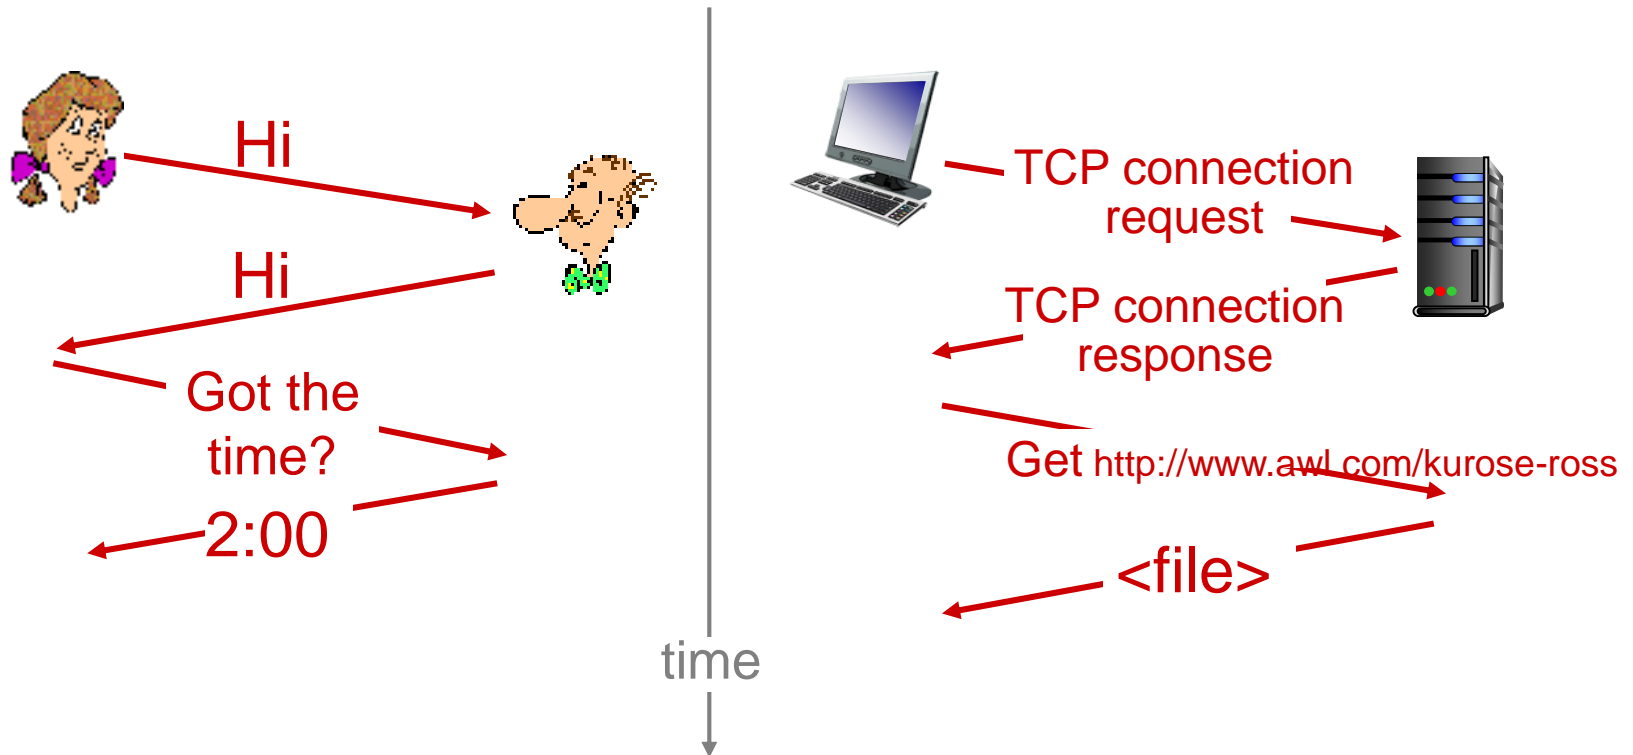 Hi
Hi
Got the
time?
2:00
time
TCP connection
request
TCP connection
response
Get http://www.awl.com/kurose-ross
<file>